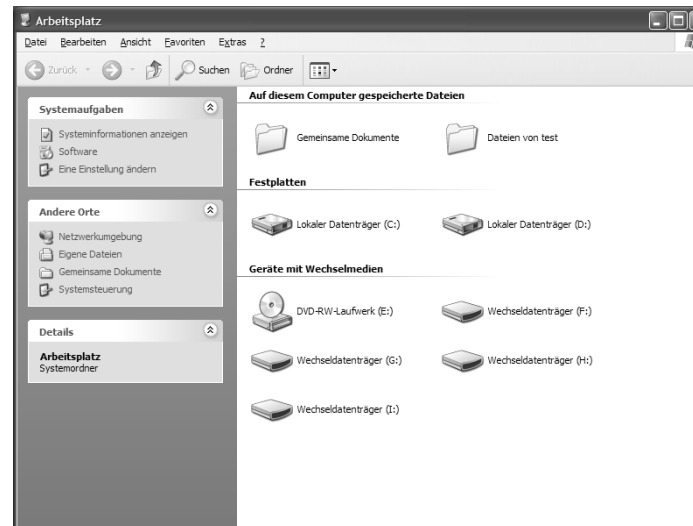 Arbeitsplatz
Datei Bearbeiten Ansicht Favoriten Extras ?
Zurück Suchen Ordner
Systemaufgaben
Systeminformationen anzeigen
Software
Eine Einstellung ändern
Andere Orte
Netzwerkumgebung
Eigene Dateien
Gemeinsame Dokumente
Systemsteuerung
Details
Arbeitsplatz
Systemordner
Auf diesem Computer gespeicherte Dateien
Gemeinsame Dokumente Dateien von test
Festplatten
Lokaler Datenträger (C:) Lokaler Datenträger (D:)
Geräte mit Wechselmedien
DVD-RW-Laufwerk (E:) Wechseldatenträger (F:)
Wechseldatenträger (G:) Wechseldatenträger (H:)
Wechseldatenträger (I:)